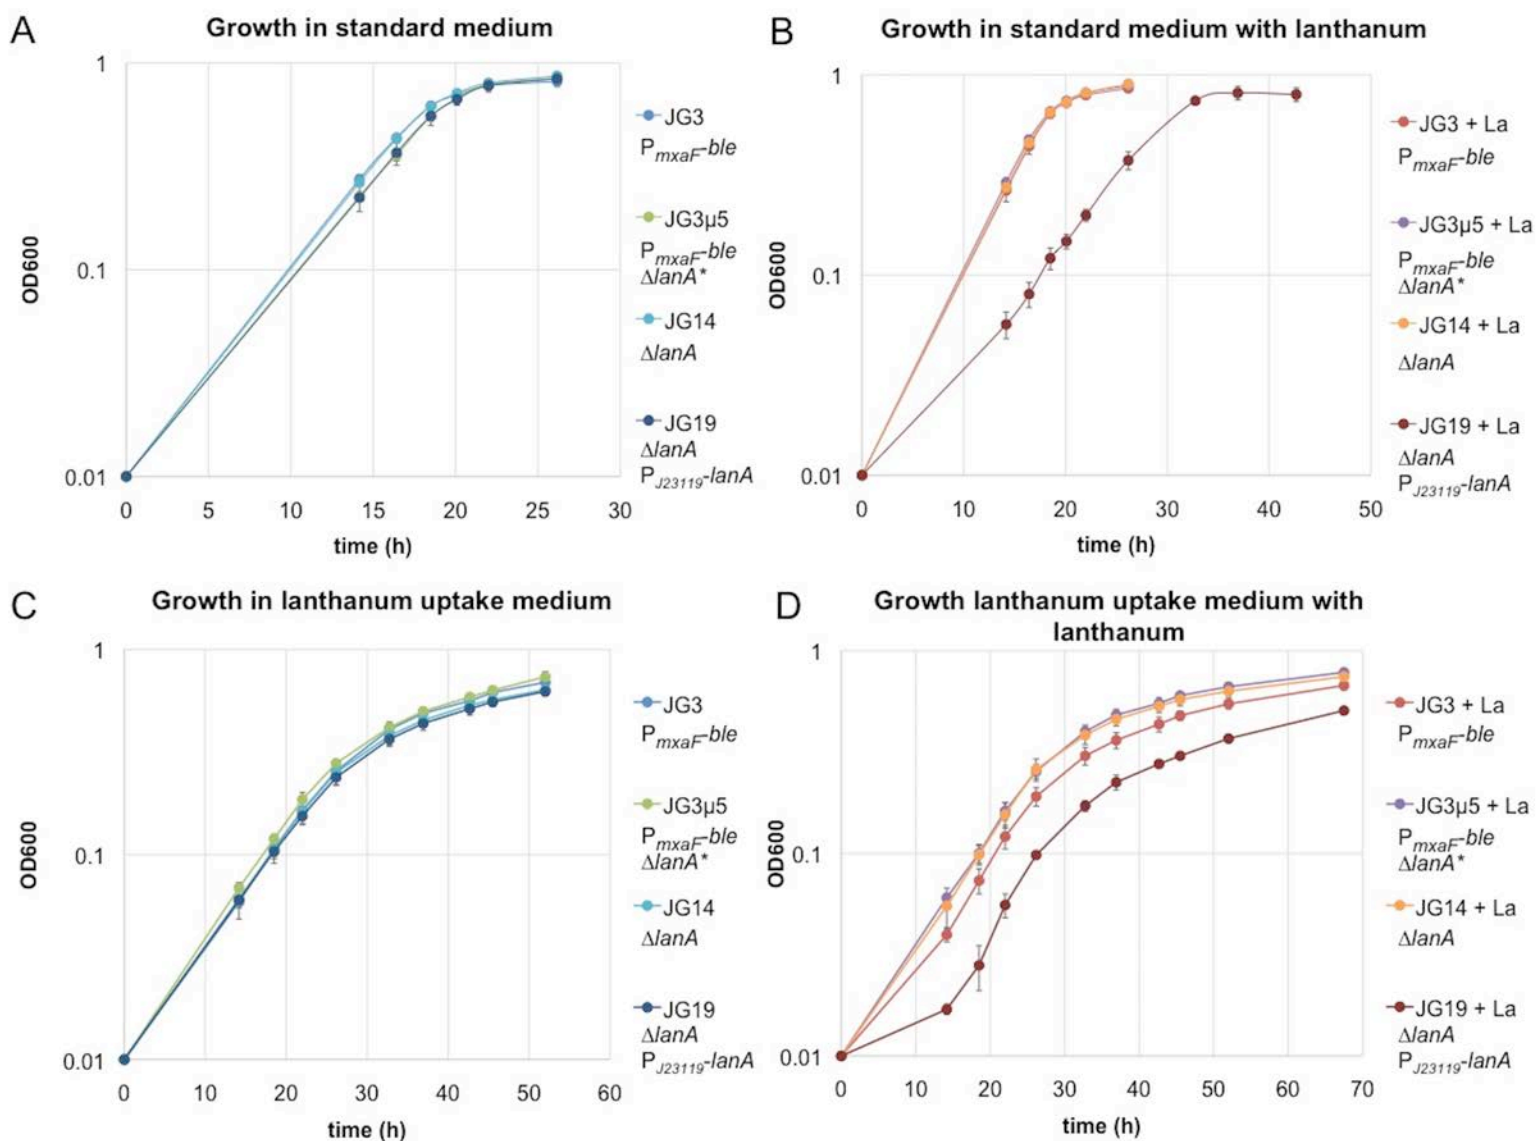 A
Growth in standard medium
1
0.1
0.01
OD600
0 5 10 15 20 25 30
time (h)
JG3
PmxaF-ble
JG3µ5
PmxaF-ble
ΔlanA*
JG14
ΔlanA
JG19
ΔlanA
PJ23119-lanA
B
Growth in standard medium with lanthanum
1
0.1
0.01
OD600
0 10 20 30 40 50
time (h)
JG3 + La
PmxaF-ble
JG3µ5 + La
PmxaF-ble
ΔlanA*
JG14 + La
ΔlanA
JG19 + La
ΔlanA
PJ23119-lanA
C
Growth in lanthanum uptake medium
1
0.1
0.01
OD600
0 10 20 30 40 50 60
time (h)
JG3
PmxaF-ble
JG3µ5
PmxaF-ble
ΔlanA*
JG14
ΔlanA
JG19
ΔlanA
PJ23119-lanA
D
Growth lanthanum uptake medium with
lanthanum
1
0.1
0.01
OD600
0 10 20 30 40 50 60 70
time (h)
JG3 + La
PmxaF-ble
JG3µ5 + La
PmxaF-ble
ΔlanA*
JG14 + La
ΔlanA
JG19 + La
ΔlanA
PJ23119-lanA